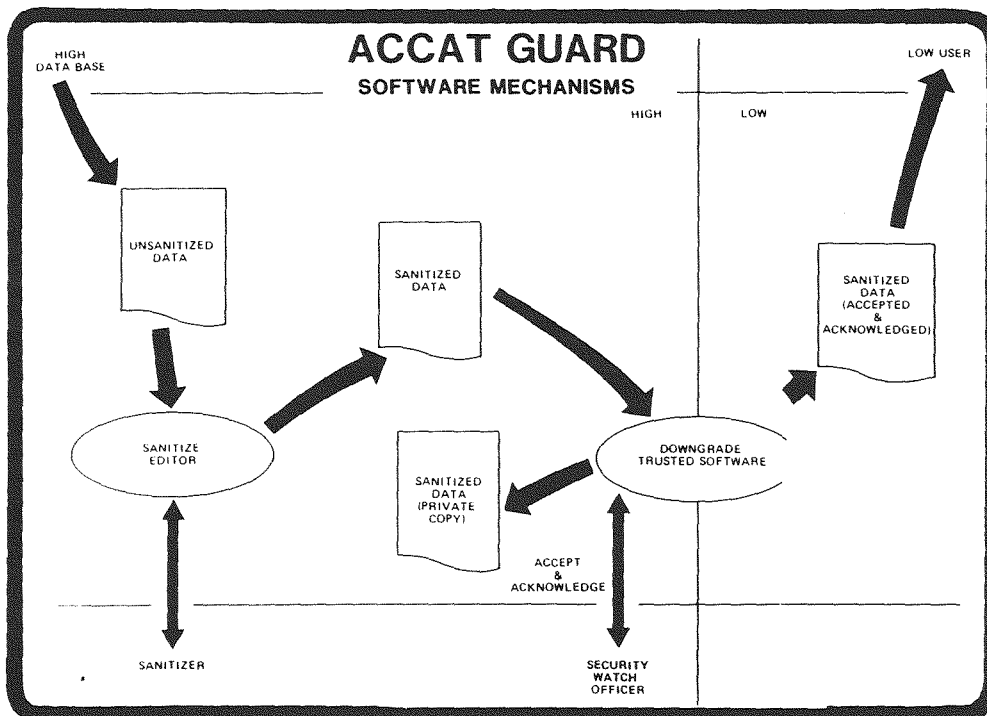 ACCAT GUARD
SOFTWARE MECHANISMS
HIGH
DATA BASE
LOW USER
HIGH
LOW
UNSANITIZED
DATA
SANITIZED
DATA
SANITIZED
DATA
(ACCEPTED
&
ACKNOWLEDGED)
SANITIZE
EDITOR
DOWNGRADE
TRUSTED SOFTWARE
SANITIZED
DATA
(PRIVATE
COPY)
ACCEPT
&
ACKNOWLEDGE
SANITIZER
SECURITY
WATCH
OFFICER